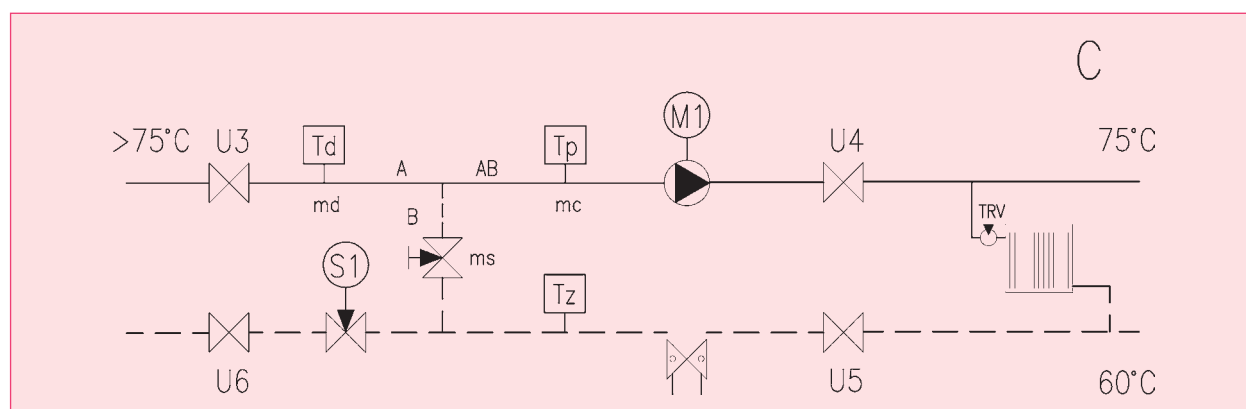 C
M1
>75°C U3 Td Tp U4 75°C
A AB
md mc
B
TRV
S1 ms
Tz
U6 U5 60°C